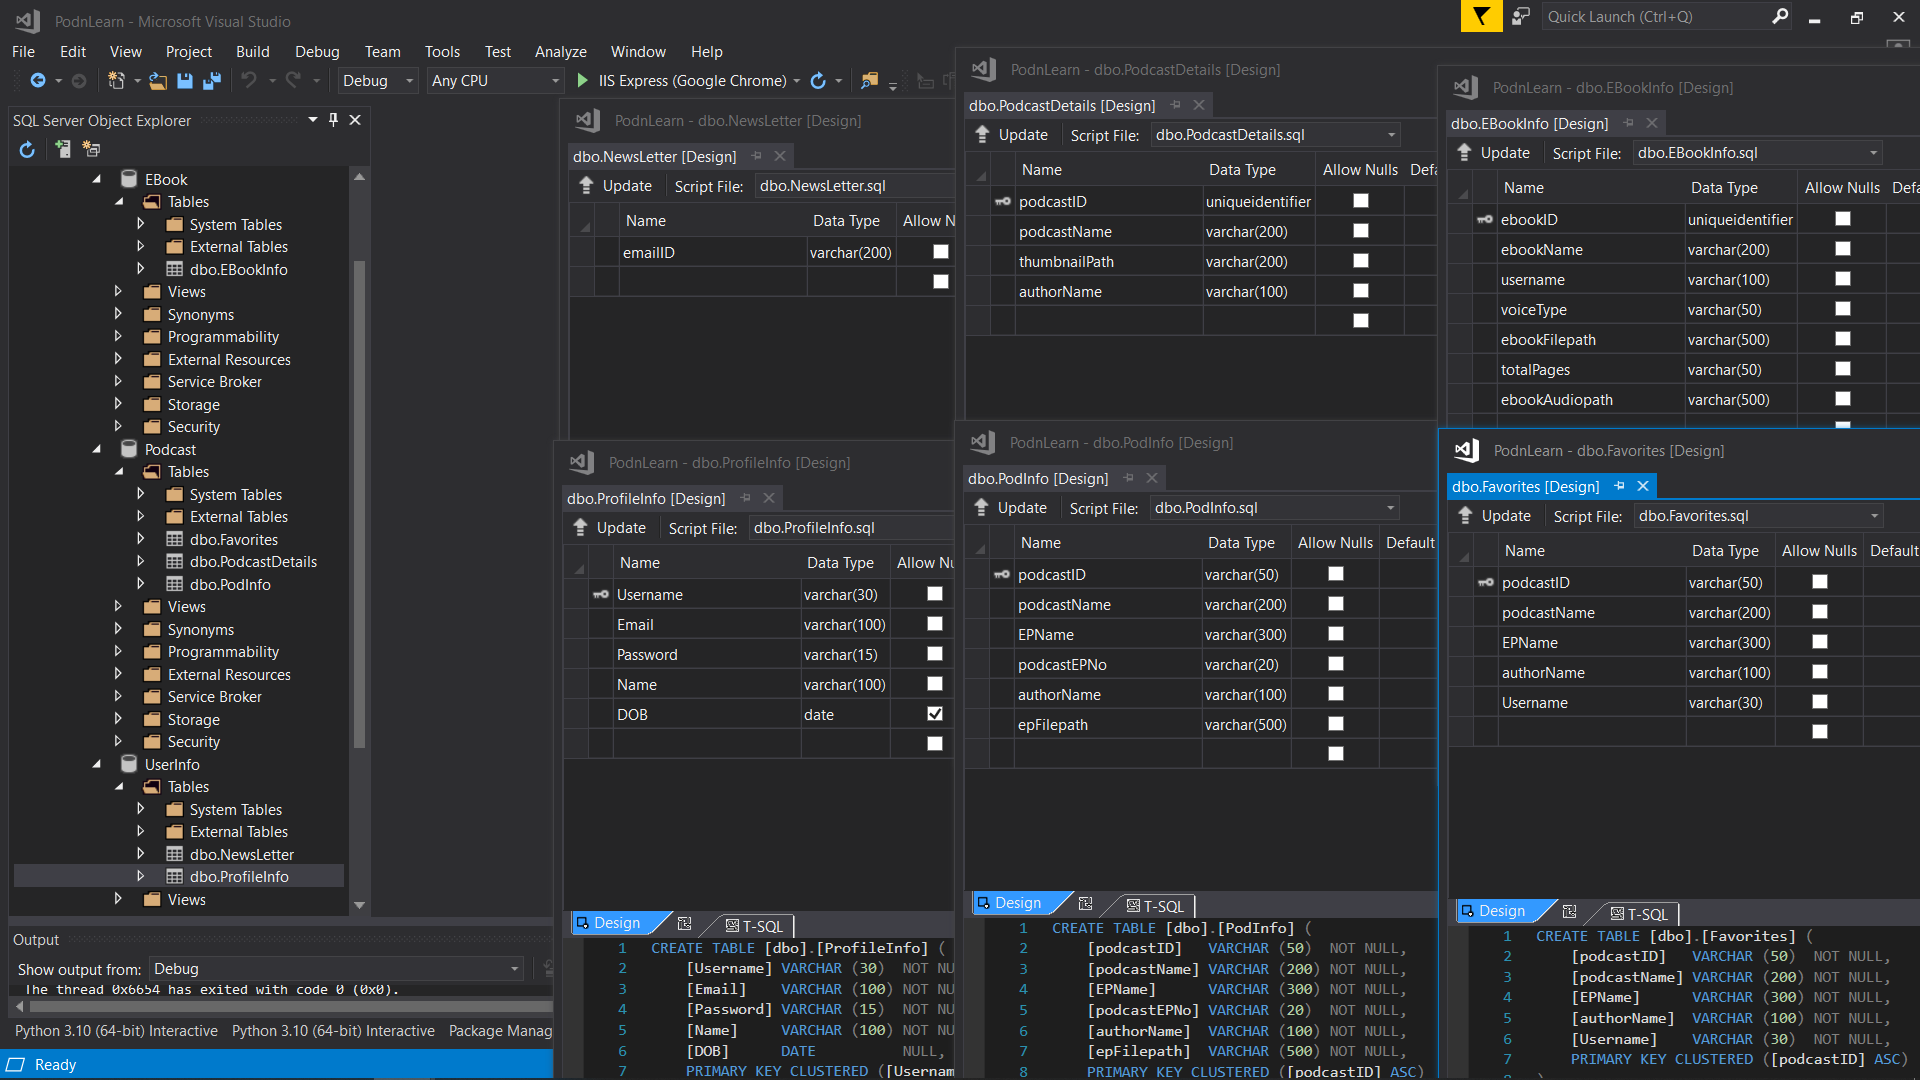 PodnLearn - Microsoft Visual Studio
Quick Launch (Ctrl+Q)
File Edit View Project Build Debug Team Tools Test Analyze Window Help
Debug Any CPU IIS Express (Google Chrome)
SQL Server Object Explorer
EBook
Tables
System Tables
External Tables
dbo.EBookInfo
Views
Synonyms
Programmability
External Resources
Service Broker
Storage
Security
Podcast
Tables
System Tables
External Tables
dbo.Favorites
dbo.PodcastDetails
dbo.PodInfo
Views
Synonyms
Programmability
External Resources
Service Broker
Storage
Security
UserInfo
Tables
System Tables
External Tables
dbo.NewsLetter
dbo.ProfileInfo
Views
Output
Show output from: Debug
The thread 0x6654 has exited with code 0 (0x0).
Python 3.10 (64-bit) Interactive Python 3.10 (64-bit) Interactive Package Manag
Ready
PodnLearn - dbo.NewsLetter [Design]
dbo.NewsLetter [Design]
Update Script File: dbo.NewsLetter.sql
Name Data Type Allow N
emailID varchar(200)
PodnLearn - dbo.PodcastDetails [Design]
dbo.PodcastDetails [Design]
Update Script File: dbo.PodcastDetails.sql
Name Data Type Allow Nulls Defa
podcastID uniqueidentifier
podcastName varchar(200)
thumbnailPath varchar(200)
authorName varchar(100)
PodnLearn - dbo.EBookInfo [Design]
dbo.EBookInfo [Design]
Update Script File: dbo.EBookInfo.sql
Name Data Type Allow Nulls Defa
ebookID uniqueidentifier
ebookName varchar(200)
username varchar(100)
voiceType varchar(50)
ebookFilepath varchar(500)
totalPages varchar(50)
ebookAudiopath varchar(500)
PodnLearn - dbo.ProfileInfo [Design]
dbo.ProfileInfo [Design]
Update Script File: dbo.ProfileInfo.sql
Name Data Type Allow Nu
Username varchar(30)
Email varchar(100)
Password varchar(15)
Name varchar(100)
DOB date
Design T-SQL
1 CREATE TABLE [dbo].[ProfileInfo] (
2 [Username] VARCHAR (30) NOT NU
3 [Email] VARCHAR (100) NOT NU
4 [Password] VARCHAR (15) NOT NU
5 [Name] VARCHAR (100) NOT NU
6 [DOB] DATE NULL,
7 PRIMARY KEY CLUSTERED ([Usernam
PodnLearn - dbo.PodInfo [Design]
dbo.PodInfo [Design]
Update Script File: dbo.PodInfo.sql
Name Data Type Allow Nulls Default
podcastID varchar(50)
podcastName varchar(200)
EPName varchar(300)
podcastEPNo varchar(20)
authorName varchar(100)
epFilepath varchar(500)
Design T-SQL
1 CREATE TABLE [dbo].[PodInfo] (
2 [podcastID] VARCHAR (50) NOT NULL,
3 [podcastName] VARCHAR (200) NOT NULL,
4 [EPName] VARCHAR (300) NOT NULL,
5 [podcastEPNo] VARCHAR (20) NOT NULL,
6 [authorName] VARCHAR (100) NOT NULL,
7 [epFilepath] VARCHAR (500) NOT NULL,
8 PRIMARY KEY CLUSTERED ([podcastID] ASC)
PodnLearn - dbo.Favorites [Design]
dbo.Favorites [Design]
Update Script File: dbo.Favorites.sql
Name Data Type Allow Nulls Default
podcastID varchar(50)
podcastName varchar(200)
EPName varchar(300)
authorName varchar(100)
Username varchar(30)
Design T-SQL
1 CREATE TABLE [dbo].[Favorites] (
2 [podcastID] VARCHAR (50) NOT NULL,
3 [podcastName] VARCHAR (200) NOT NULL,
4 [EPName] VARCHAR (300) NOT NULL,
5 [authorName] VARCHAR (100) NOT NULL,
6 [Username] VARCHAR (30) NOT NULL,
7 PRIMARY KEY CLUSTERED ([podcastID] ASC)